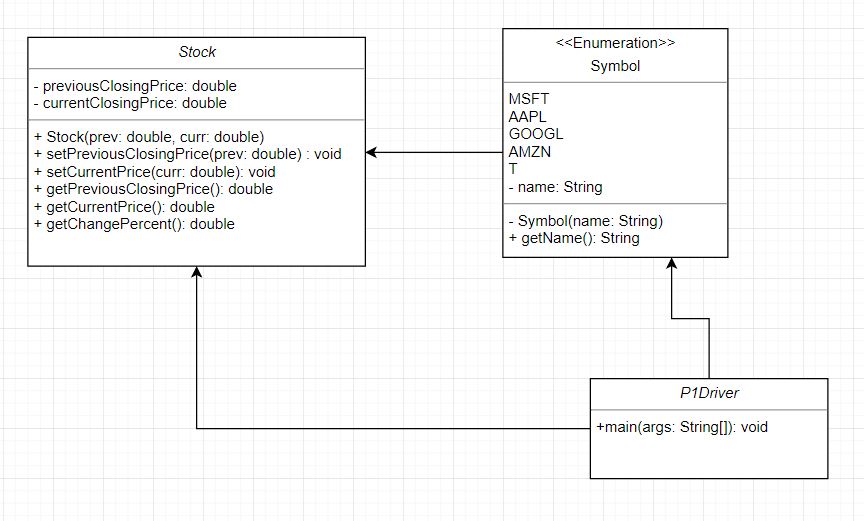 Stock
- previousClosingPrice: double
- currentClosingPrice: double
+ Stock(prev: double, curr: double)
+ setPreviousClosingPrice(prev: double) : void
+ setCurrentPrice(curr: double): void
+ getPreviousClosingPrice(): double
+ getCurrentPrice(): double
+ getChangePercent(): double
<<Enumeration>>
Symbol
MSFT
AAPL
GOOGL
AMZN
T
- name: String
- Symbol(name: String)
+ getName(): String
P1Driver
+main(args: String[]): void